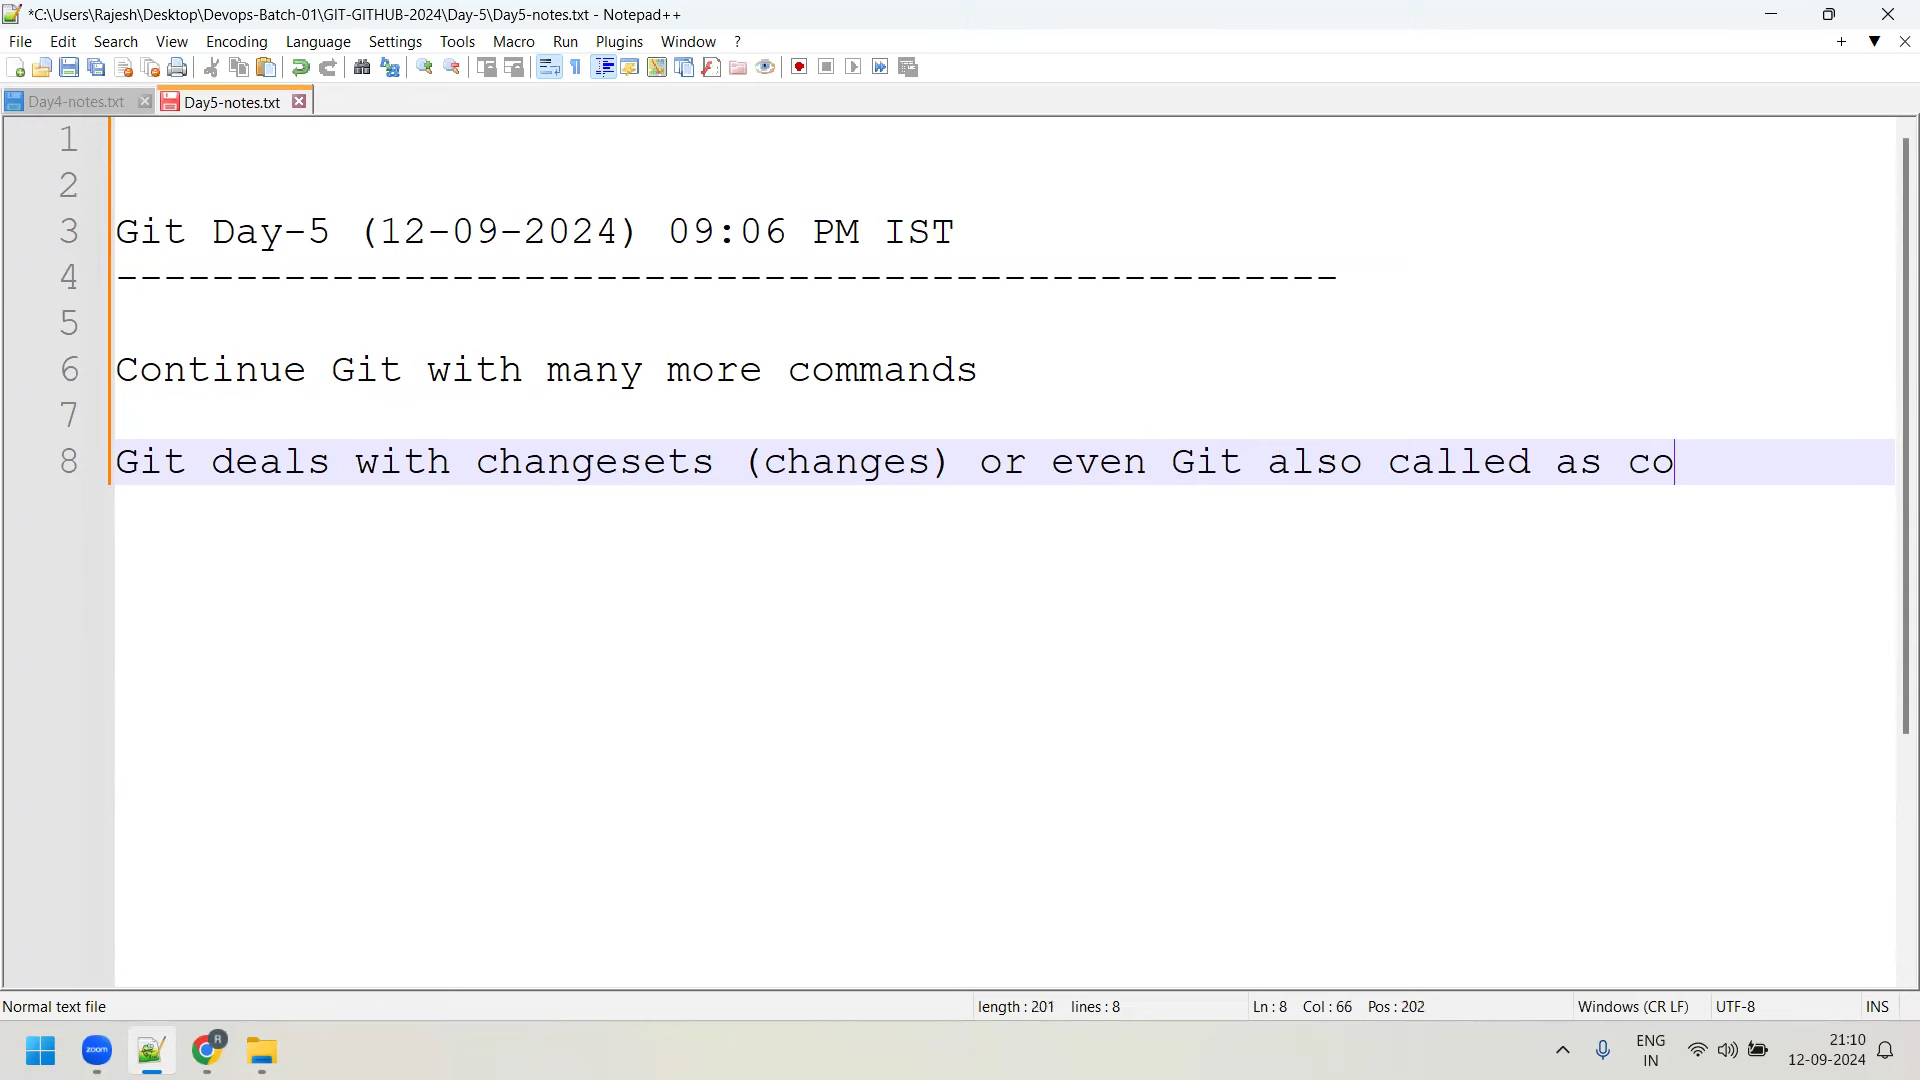 *C:\Users\Rajesh\Desktop\Devops-Batch-01\GIT-GITHUB-2024\Day-5\Day5-notes.txt - Notepad++
File Edit Search View Encoding Language Settings Tools Macro Run Plugins Window ?
Day4-notes.txt Day5-notes.txt
1
2
3 Git Day-5 (12-09-2024) 09:06 PM IST
4 ---------------------------------------------------
5
6 Continue Git with many more commands
7
8 Git deals with changesets (changes) or even Git also called as co
Normal text file length : 201 lines : 8 Ln : 8 Col : 66 Pos : 202 Windows (CR LF) UTF-8 INS
zoom R ENG 21:10
IN 12-09-2024